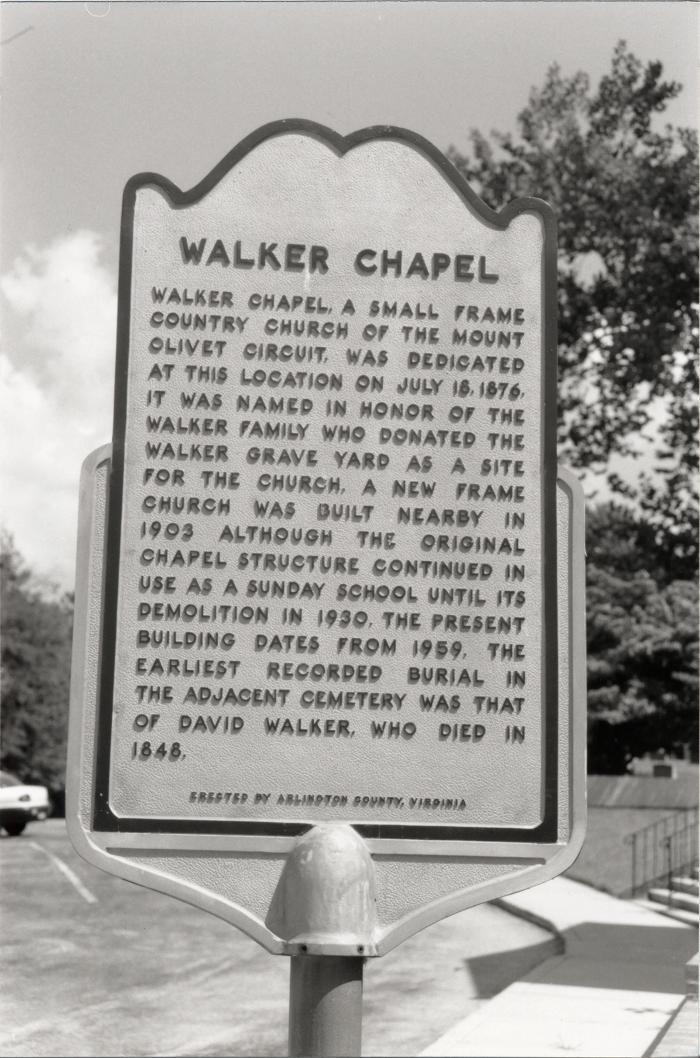 WALKER CHAPEL
WALKER CHAPEL, A SMALL FRAME
COUNTRY CHURCH OF THE MOUNT
OLIVET CIRCUIT, WAS DEDICATED
AT THIS LOCATION ON JULY 18, 1876.
IT WAS NAMED IN HONOR OF THE
WALKER FAMILY WHO DONATED THE
WALKER GRAVE YARD AS A SITE
FOR THE CHURCH. A NEW FRAME
CHURCH WAS BUILT NEARBY IN
1903 ALTHOUGH THE ORIGINAL
CHAPEL STRUCTURE CONTINUED IN
USE AS A SUNDAY SCHOOL UNTIL ITS
DEMOLITION IN 1930. THE PRESENT
BUILDING DATES FROM 1959. THE
EARLIEST RECORDED BURIAL IN
THE ADJACENT CEMETERY WAS THAT
OF DAVID WALKER, WHO DIED IN
1848.
ERECTED BY ARLINGTON COUNTY, VIRGINIA